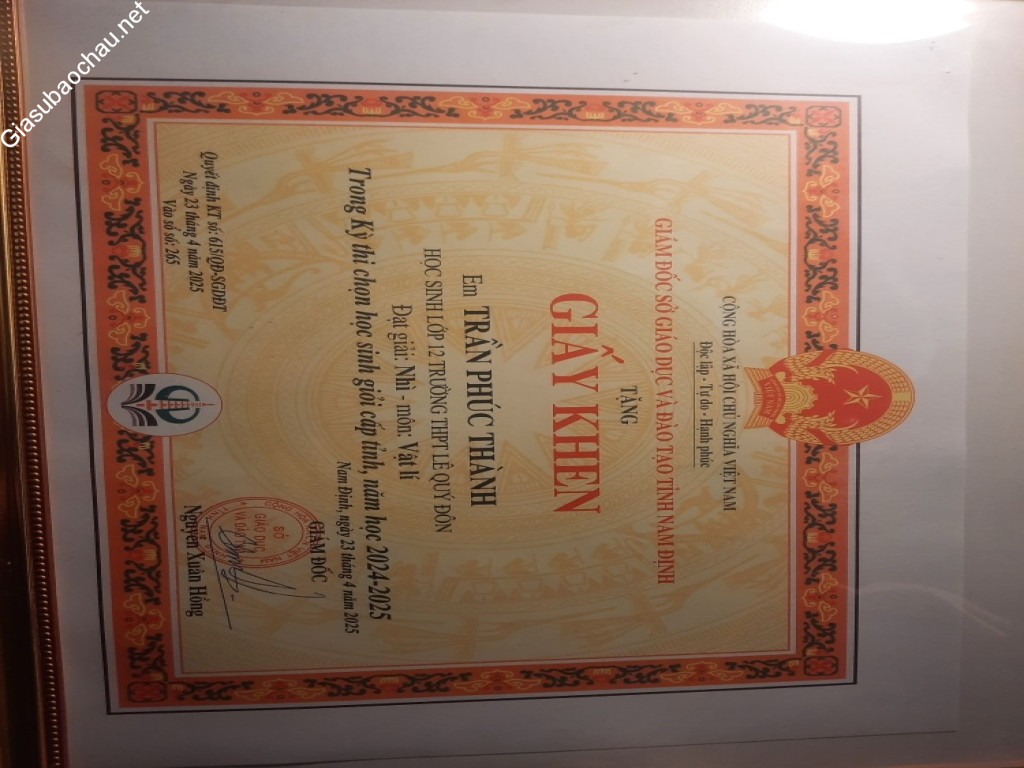 Giasubaochau.net
CỘNG HÒA XÃ HỘI CHỦ NGHĨA VIỆT NAM
Độc lập - Tự do - Hạnh phúc
GIÁM ĐỐC SỞ GIÁO DỤC VÀ ĐÀO TẠO TỈNH NAM ĐỊNH
TẶNG
GIẤY KHEN
Em TRẦN PHÚC THÀNH
HỌC SINH LỚP 12 TRƯỜNG THPT LÊ QUÝ ĐÔN
Đạt giải: Nhì - môn: Vật lí
Trong Kỳ thi chọn học sinh giỏi cấp tỉnh, năm học 2024-2025
Nam Định, ngày 23 tháng 4 năm 2025
GIÁM ĐỐC
SỞ
GIÁO DỤC
Nguyễn Xuân Hồng
Quyết định KT số: 615/QĐ-SGDĐT
Ngày 23 tháng 4 năm 2025
Vào sổ số: 265